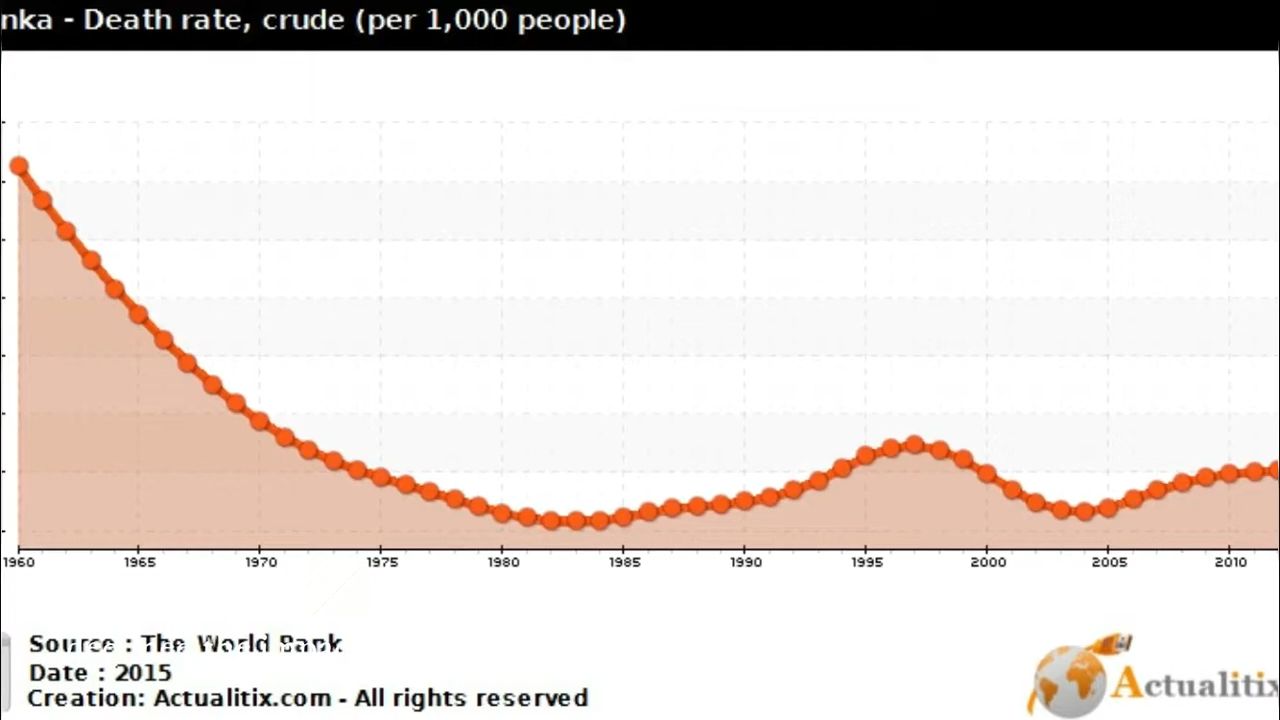 nka - Death rate, crude (per 1,000 people)
1960 1965 1970 1975 1980 1985 1990 1995 2000 2005 2010
Source : The World Bank
Date : 2015
Creation: Actualitix.com - All rights reserved
Actualitix